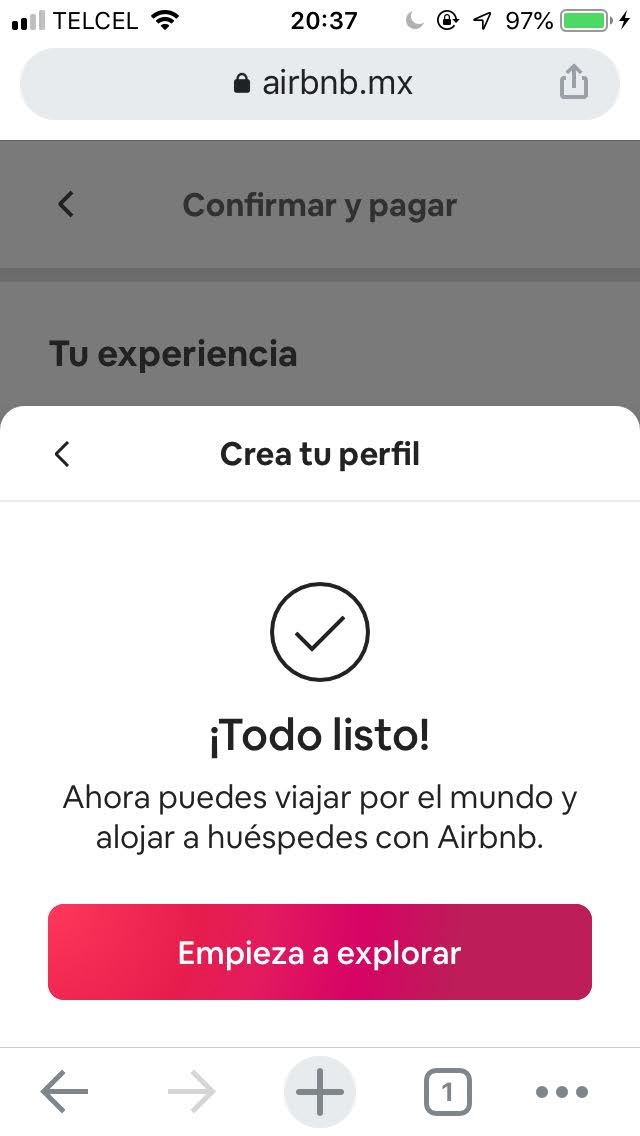 TELCEL 20:37 97%
airbnb.mx
Confirmar y pagar
Tu experiencia
Crea tu perfil
¡Todo listo!
Ahora puedes viajar por el mundo y
alojar a huéspedes con Airbnb.
Empieza a explorar
1